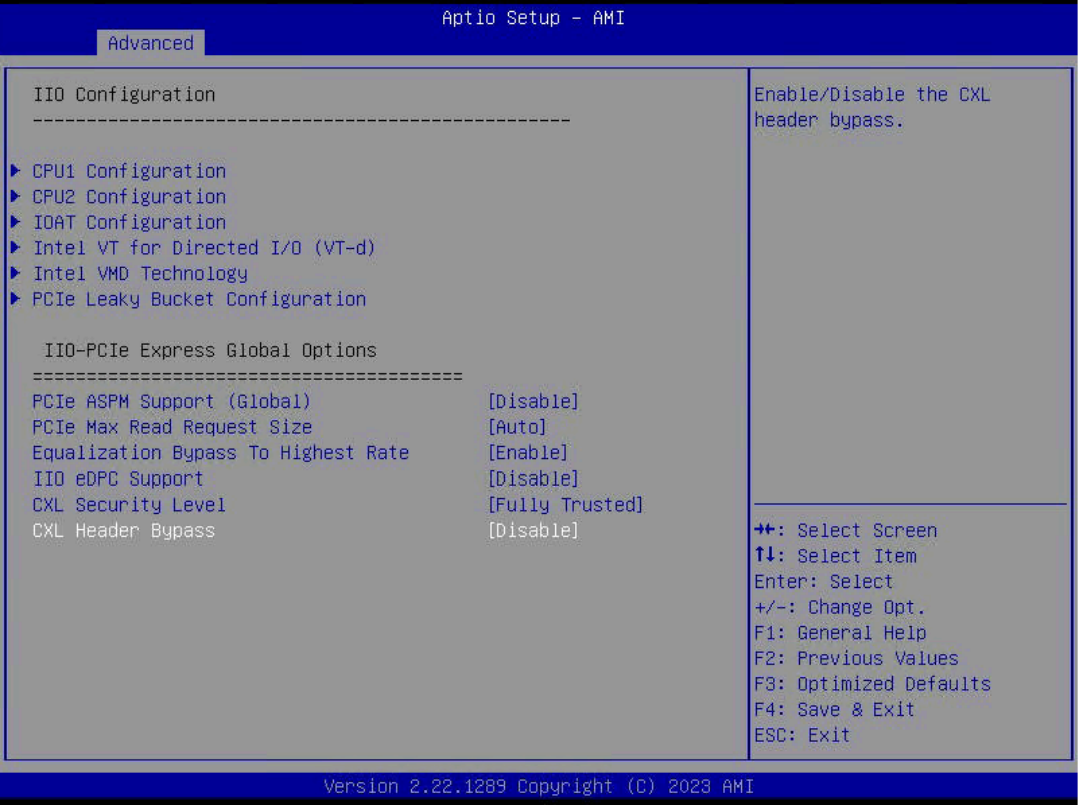 Aptio Setup - AMI
Advanced
IIO Configuration
--------------------------------------------------
CPU1 Configuration
CPU2 Configuration
IOAT Configuration
Intel VT for Directed I/O (VT-d)
Intel VMD Technology
PCIe Leaky Bucket Configuration
IIO-PCIe Express Global Options
========================================
PCIe ASPM Support (Global) [Disable]
PCIe Max Read Request Size [Auto]
Equalization Bypass To Highest Rate [Enable]
IIO eDPC Support [Disable]
CXL Security Level [Fully Trusted]
CXL Header Bypass [Disable]
Enable/Disable the CXL
header bypass.
→←: Select Screen
↑↓: Select Item
Enter: Select
+/-: Change Opt.
F1: General Help
F2: Previous Values
F3: Optimized Defaults
F4: Save & Exit
ESC: Exit
Version 2.22.1289 Copyright (C) 2023 AMI